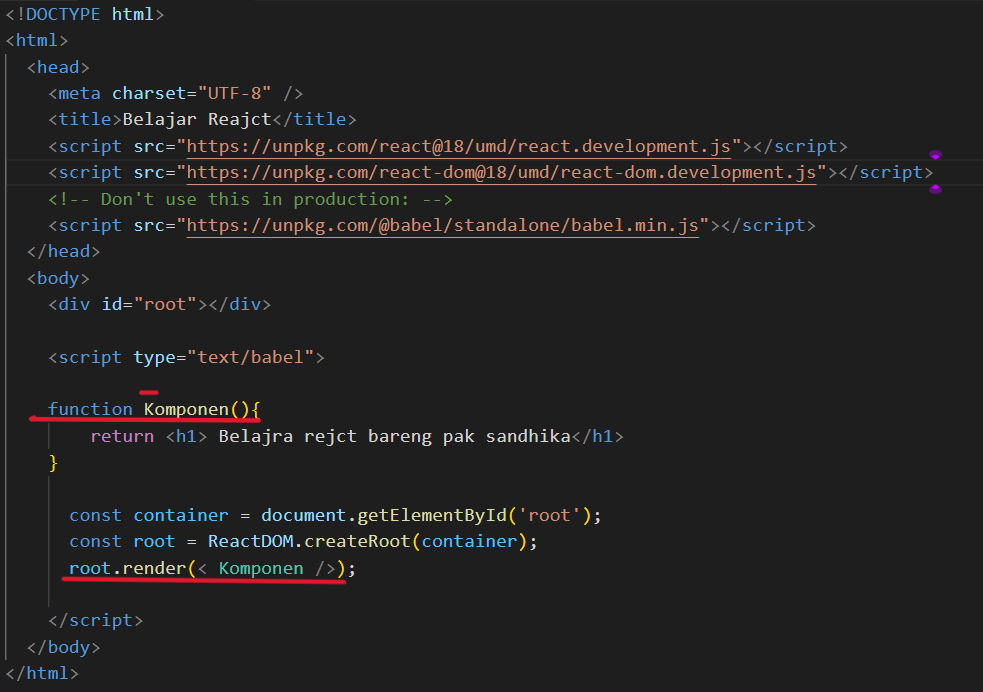 <!DOCTYPE html>
<html>
<head>
<meta charset="UTF-8" />
<title>Belajar Reajct</title>
<script src="https://unpkg.com/react@18/umd/react.development.js"></script>
<script src="https://unpkg.com/react-dom@18/umd/react-dom.development.js"></script>
<!-- Don't use this in production: -->
<script src="https://unpkg.com/@babel/standalone/babel.min.js"></script>
</head>
<body>
<div id="root"></div>
<script type="text/babel">
function Komponen(){
return <h1> Belajra rejct bareng pak sandhika</h1>
}
const container = document.getElementById('root');
const root = ReactDOM.createRoot(container);
root.render(< Komponen />);
</script>
</body>
</html>